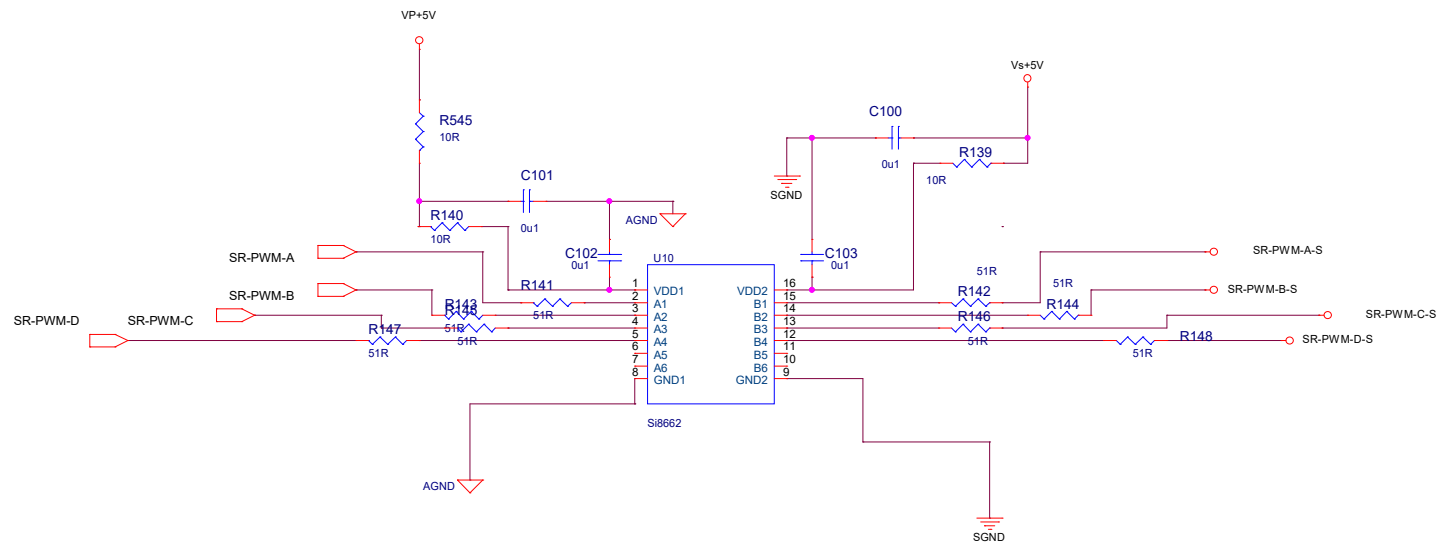 VP+5V
Vs+5V
R545
10R
C100
0u1
R139
10R
SGND
C101
0u1
R140
10R
AGND
C102
0u1
C103
0u1
U10
SR-PWM-A
SR-PWM-A-S
SR-PWM-B
SR-PWM-B-S
SR-PWM-D
SR-PWM-C
SR-PWM-C-S
SR-PWM-D-S
R141
51R
R143
51R
R145
51R
R147
51R
51R
R142
51R
R144
R146
51R
R148
51R
1 VDD1 VDD2 16
2 A1 B1 15
3 A2 B2 14
4 A3 B3 13
5 A4 B4 12
6 A5 B5 11
7 A6 B6 10
8 GND1 GND2 9
Si8662
AGND
SGND